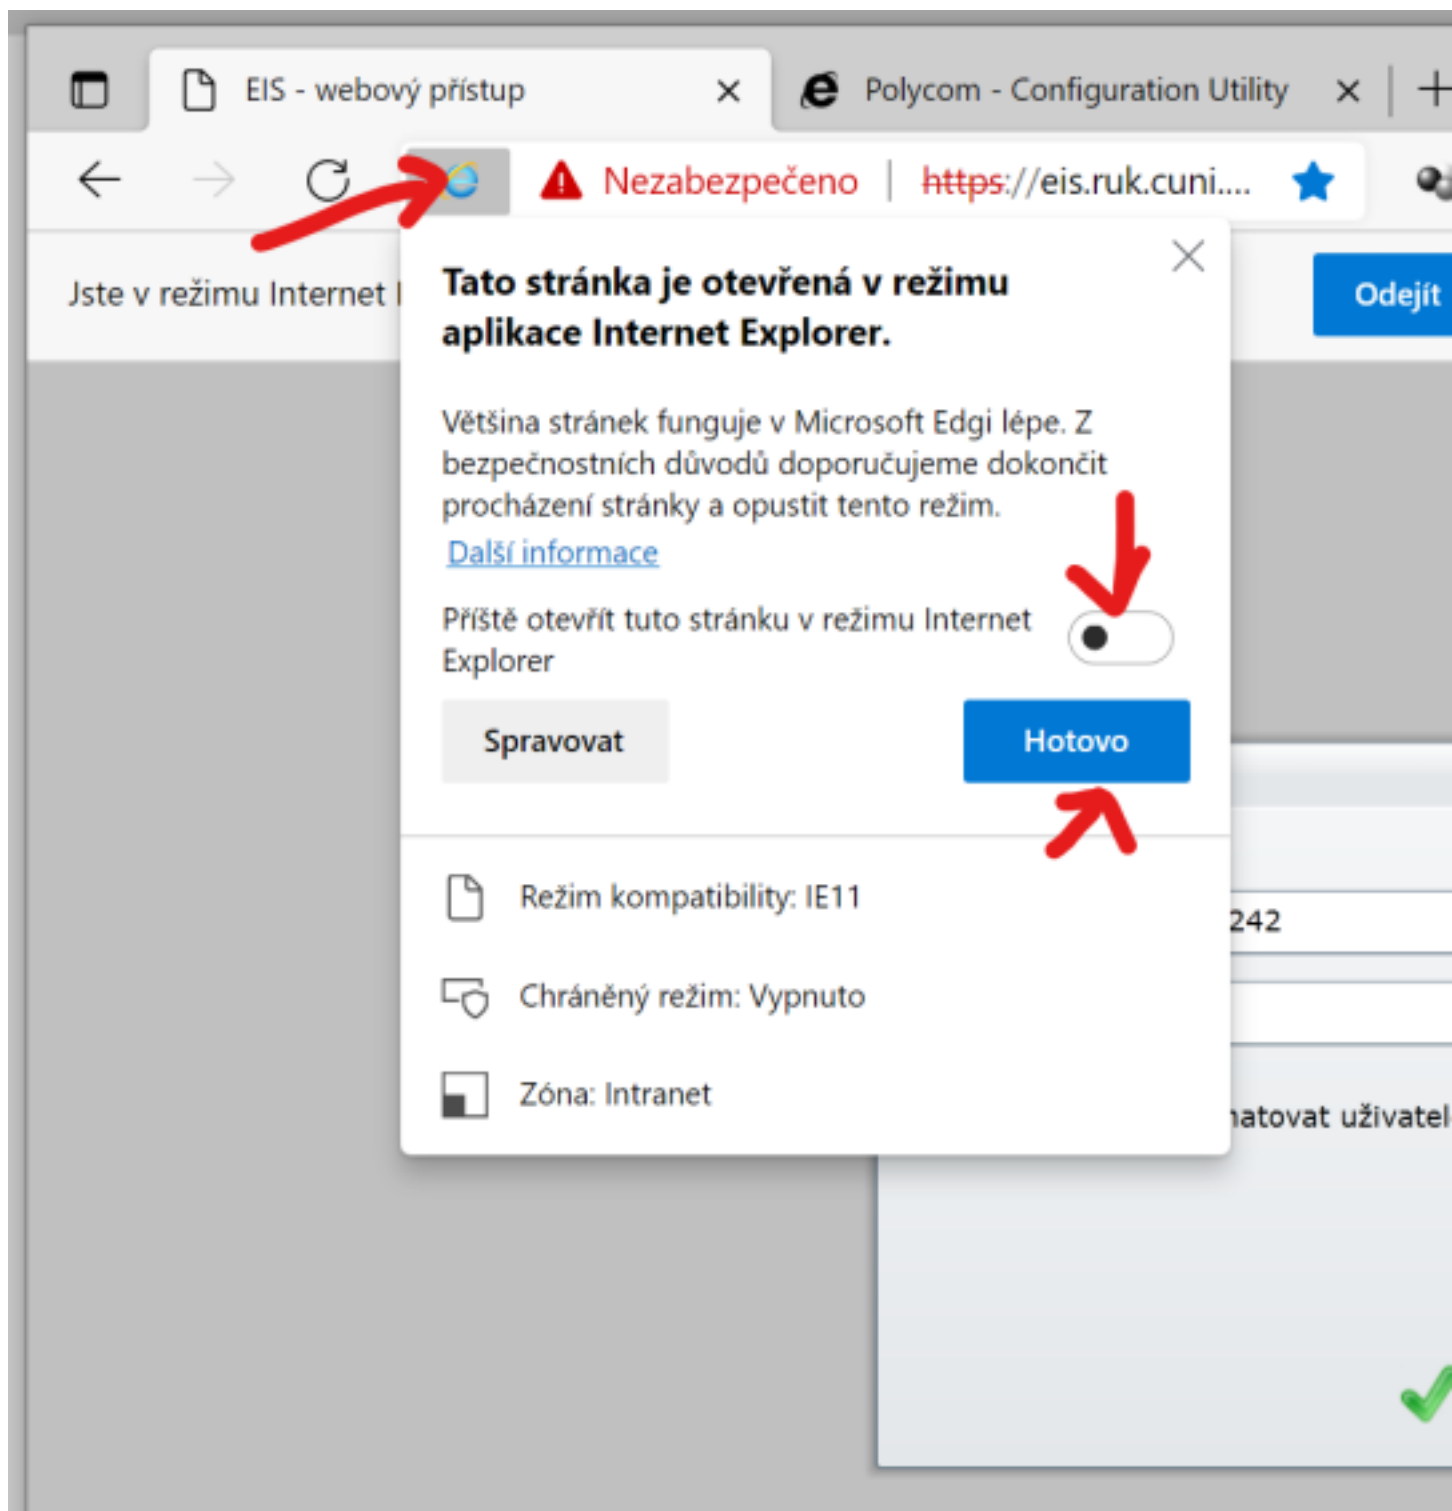 EIS - webový přístup
Polycom - Configuration Utility
Nezabezpečeno
https://eis.ruk.cuni....
Jste v režimu Internet
Odejít
Tato stránka je otevřená v režimu
aplikace Internet Explorer.
Většina stránek funguje v Microsoft Edgi lépe. Z
bezpečnostních důvodů doporučujeme dokončit
procházení stránky a opustit tento režim.
Další informace
Příště otevřít tuto stránku v režimu Internet
Explorer
Spravovat
Hotovo
Režim kompatibility: IE11
242
Chráněný režim: Vypnuto
Zóna: Intranet